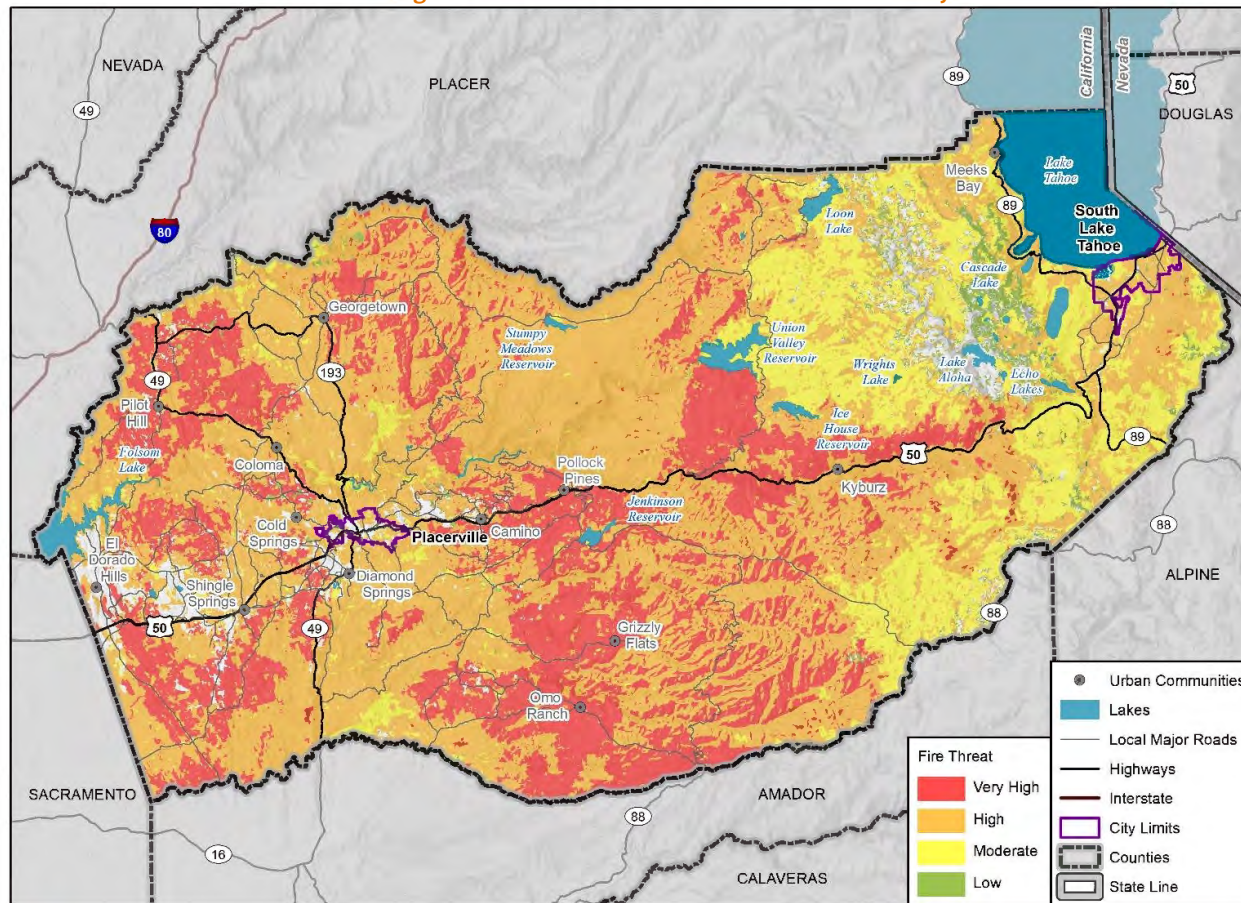 NEVADA
49
PLACER
89
California
Nevada
50
DOUGLAS
80
Meeks
Bay
Lake
Tahoe
89
South
Lake
Tahoe
Loon
Lake
Cascade
Lake
Georgetown
Stumpy
Meadows
Reservoir
Union
Valley
Reservoir
Wrights
Lake
Lake
Aloha
Echo
Lakes
193
49
Pilot
Hill
Folsom
Lake
Coloma
Ice
House
Reservoir
50
89
Pollock
Pines
Kyburz
Jenkinson
Reservoir
Cold
Springs
Placerville
Camino
El
Dorado
Hills
Shingle
Springs
Diamond
Springs
88
ALPINE
50
49
Grizzly
Flats
88
Omo
Ranch
SACRAMENTO
AMADOR
88
16
CALAVERAS
Fire Threat
Very High
High
Moderate
Low
Urban Communities
Lakes
Local Major Roads
Highways
Interstate
City Limits
Counties
State Line